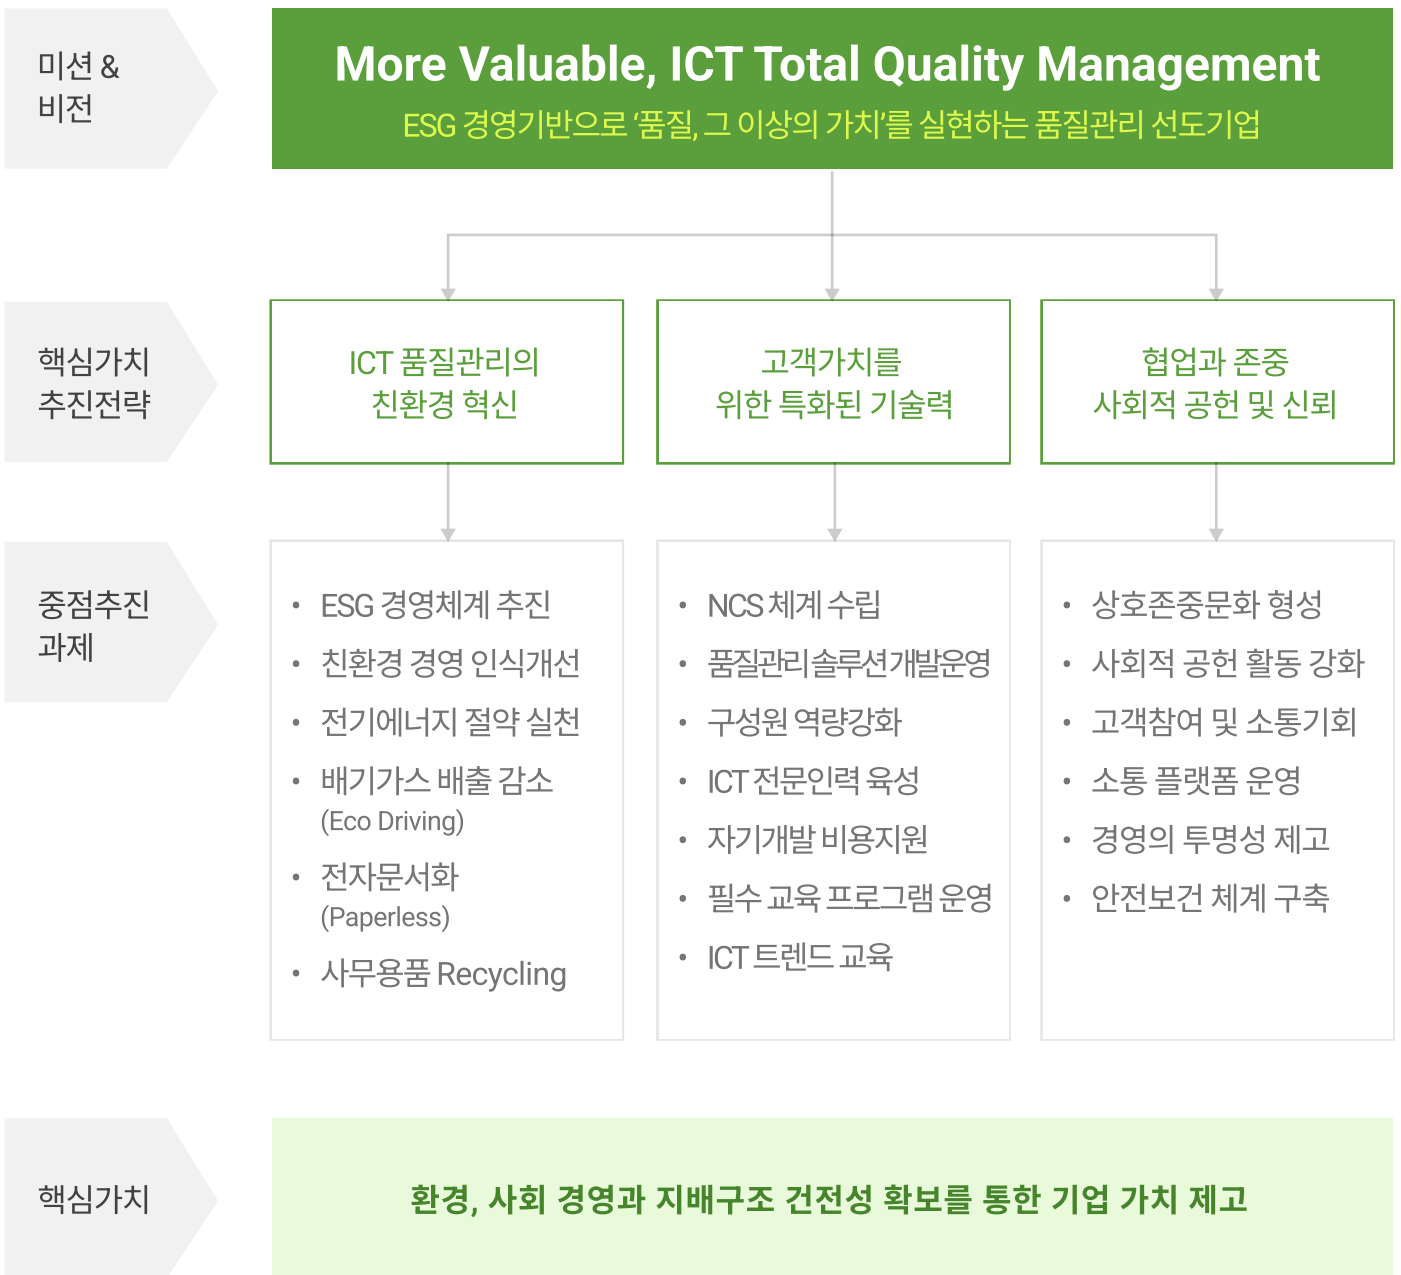 미션 &
비전
More Valuable, ICT Total Quality Management
ESG 경영기반으로 ‘품질, 그 이상의 가치’를 실현하는 품질관리 선도기업
핵심가치
추진전략
ICT 품질관리의
친환경 혁신
고객가치를
위한 특화된 기술력
협업과 존중
사회적 공헌 및 신뢰
중점추진
과제
• ESG 경영체계 추진
• 친환경 경영 인식개선
• 전기에너지 절약 실천
• 배기가스 배출 감소
(Eco Driving)
• 전자문서화
(Paperless)
• 사무용품 Recycling
• NCS 체계 수립
• 품질관리 솔루션 개발운영
• 구성원 역량강화
• ICT 전문인력 육성
• 자기개발 비용지원
• 필수 교육 프로그램 운영
• ICT 트렌드 교육
• 상호존중문화 형성
• 사회적 공헌 활동 강화
• 고객참여 및 소통기회
• 소통 플랫폼 운영
• 경영의 투명성 제고
• 안전보건 체계 구축
핵심가치
환경, 사회 경영과 지배구조 건전성 확보를 통한 기업 가치 제고